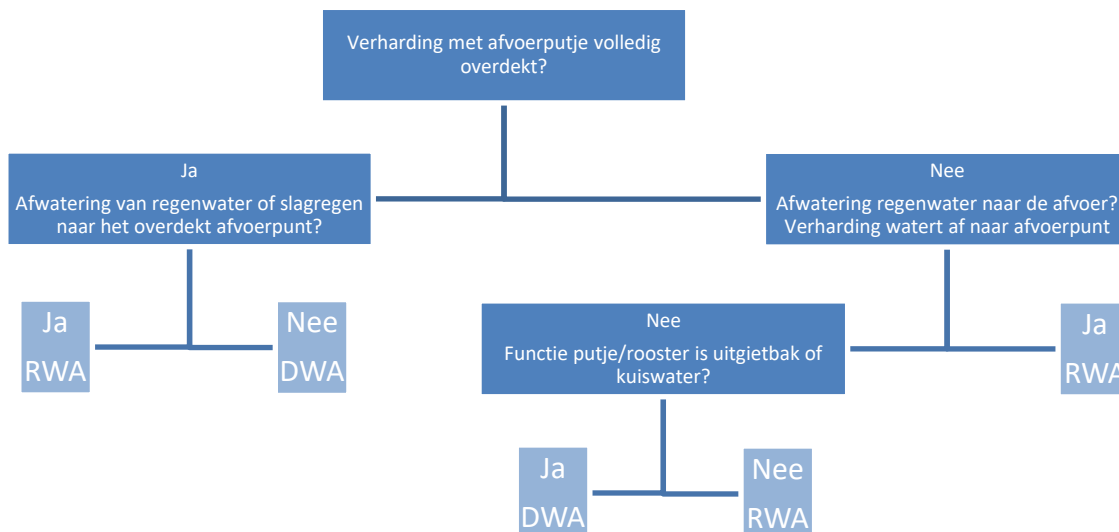 Verharding met afvoerputje volledig
overdekt?
Ja
Afwatering van regenwater of slagregen
naar het overdekt afvoerpunt?
Nee
Afwatering regenwater naar de afvoer?
Verharding watert af naar afvoerpunt
Ja
RWA
Nee
DWA
Nee
Functie putje/rooster is uitgietbak of
kuiswater?
Ja
RWA
Ja
DWA
Nee
RWA